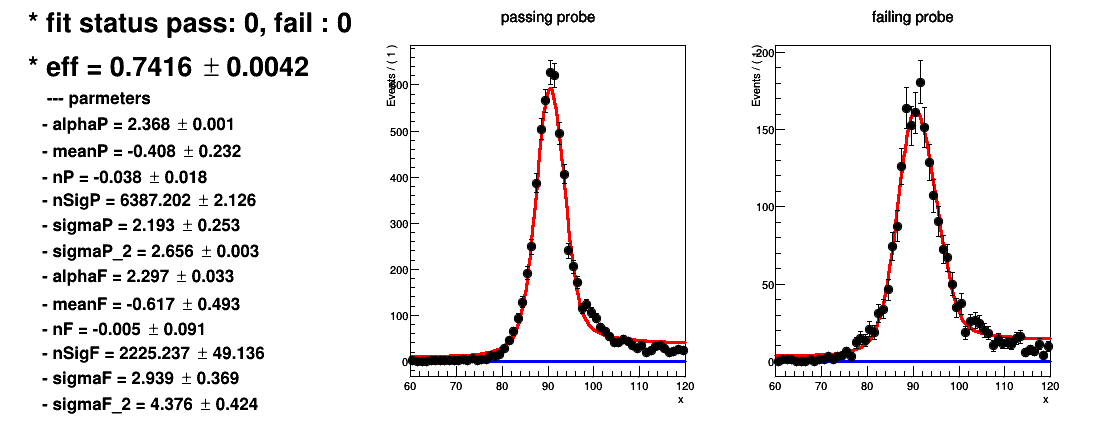 * fit status pass: 0, fail : 0
* eff = 0.7416 ± 0.0042
--- parmeters
- alphaP = 2.368 ± 0.001
- meanP = -0.408 ± 0.232
- nP = -0.038 ± 0.018
- nSigP = 6387.202 ± 2.126
- sigmaP = 2.193 ± 0.253
- sigmaP_2 = 2.656 ± 0.003
- alphaF = 2.297 ± 0.033
- meanF = -0.617 ± 0.493
- nF = -0.005 ± 0.091
- nSigF = 2225.237 ± 49.136
- sigmaF = 2.939 ± 0.369
- sigmaF_2 = 4.376 ± 0.424
passing probe
Events / ( 1 )
600
500
400
300
200
100
0
60 70 80 90 100 110 120
x
failing probe
Events / ( 1 )
200
150
100
50
0
60 70 80 90 100 110 120
x